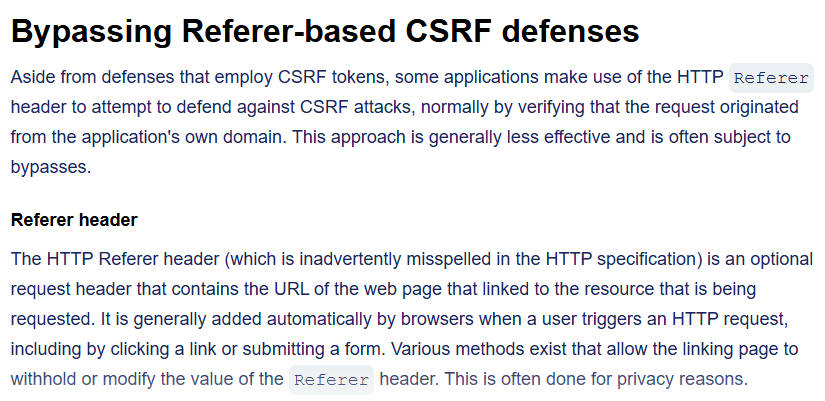 Bypassing Referer-based CSRF defenses
Aside from defenses that employ CSRF tokens, some applications make use of the HTTP Referer
header to attempt to defend against CSRF attacks, normally by verifying that the request originated
from the application's own domain. This approach is generally less effective and is often subject to
bypasses.
Referer header
The HTTP Referer header (which is inadvertently misspelled in the HTTP specification) is an optional
request header that contains the URL of the web page that linked to the resource that is being
requested. It is generally added automatically by browsers when a user triggers an HTTP request,
including by clicking a link or submitting a form. Various methods exist that allow the linking page to
withhold or modify the value of the Referer header. This is often done for privacy reasons.